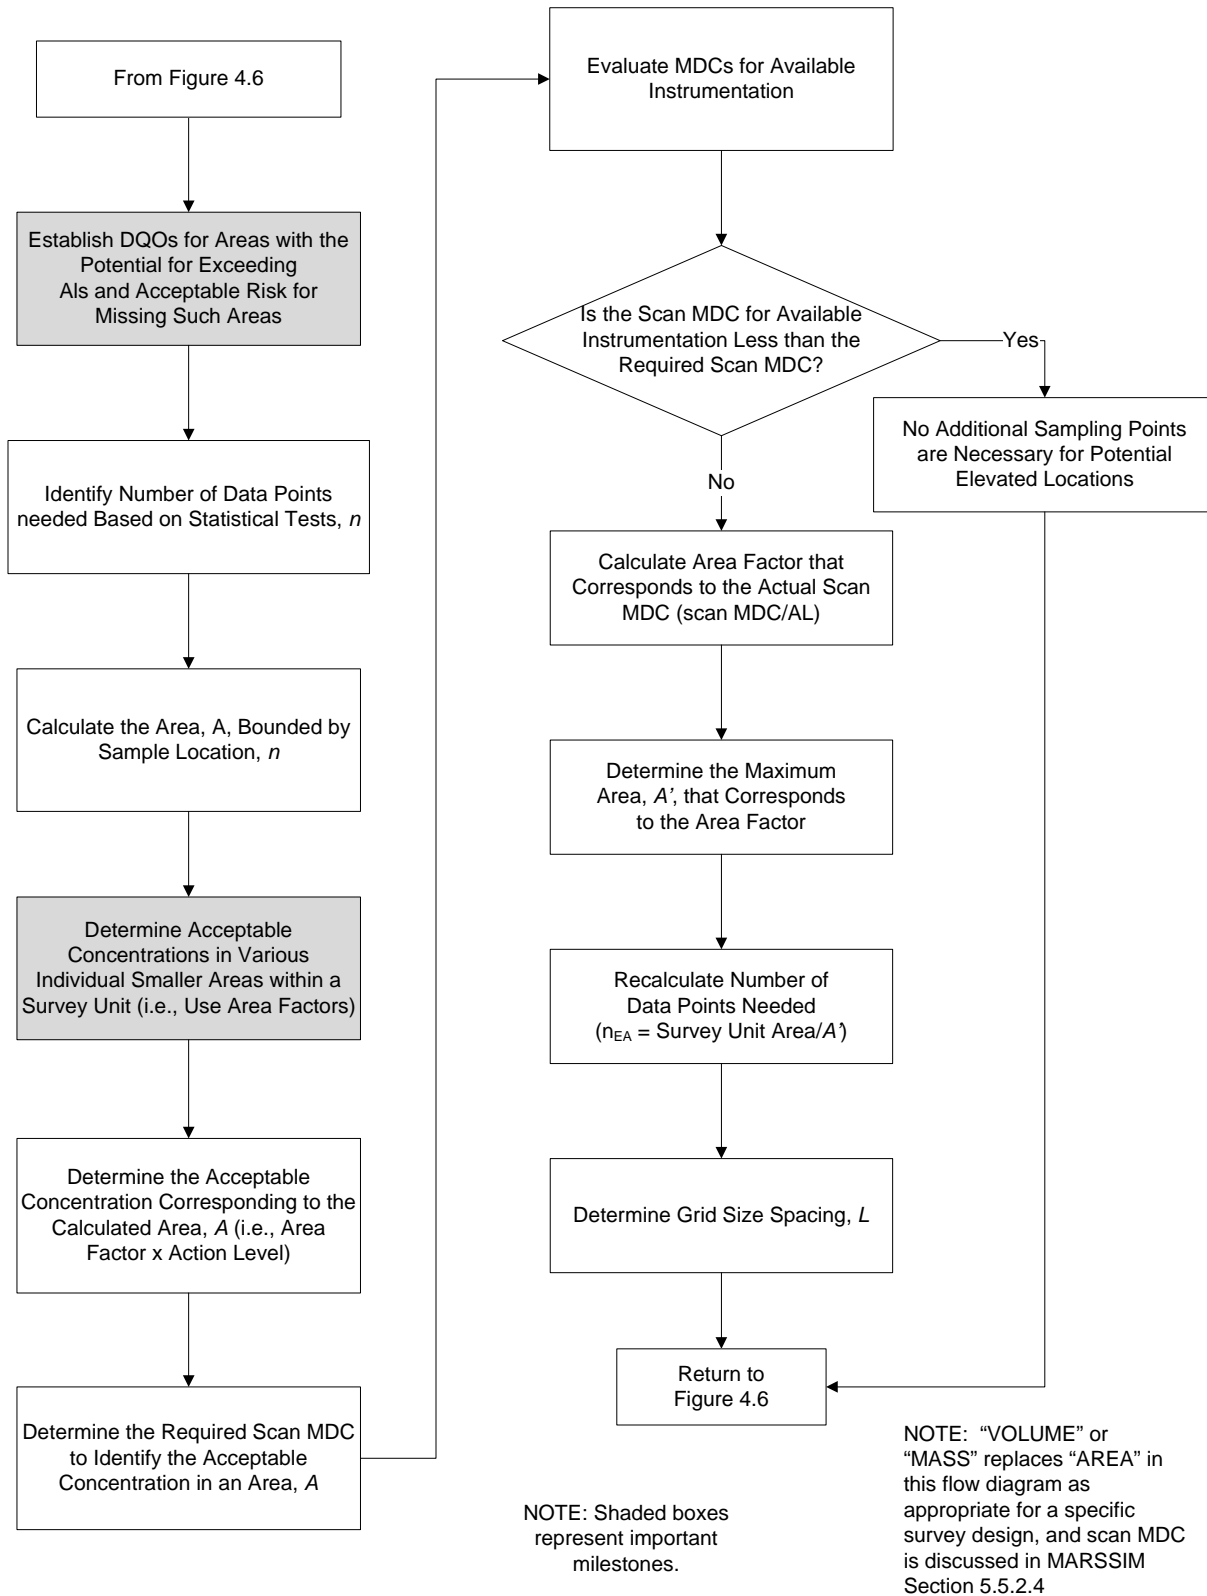 From Figure 4.6
Establish DQOs for Areas with the
Potential for Exceeding
Als and Acceptable Risk for
Missing Such Areas
Identify Number of Data Points
needed Based on Statistical Tests, n
Calculate the Area, A, Bounded by
Sample Location, n
Determine Acceptable
Concentrations in Various
Individual Smaller Areas within a
Survey Unit (i.e., Use Area Factors)
Determine the Acceptable
Concentration Corresponding to the
Calculated Area, A (i.e., Area
Factor x Action Level)
Determine the Required Scan MDC
to Identify the Acceptable
Concentration in an Area, A
Evaluate MDCs for Available
Instrumentation
Is the Scan MDC for Available
Instrumentation Less than the
Required Scan MDC?
Yes
No Additional Sampling Points
are Necessary for Potential
Elevated Locations
No
Calculate Area Factor that
Corresponds to the Actual Scan
MDC (scan MDC/AL)
Determine the Maximum
Area, A’, that Corresponds
to the Area Factor
Recalculate Number of
Data Points Needed
(nEA = Survey Unit Area/A’)
Determine Grid Size Spacing, L
Return to
Figure 4.6
NOTE: Shaded boxes
represent important
milestones.
NOTE: “VOLUME” or
“MASS” replaces “AREA” in
this flow diagram as
appropriate for a specific
survey design, and scan MDC
is discussed in MARSSIM
Section 5.5.2.4